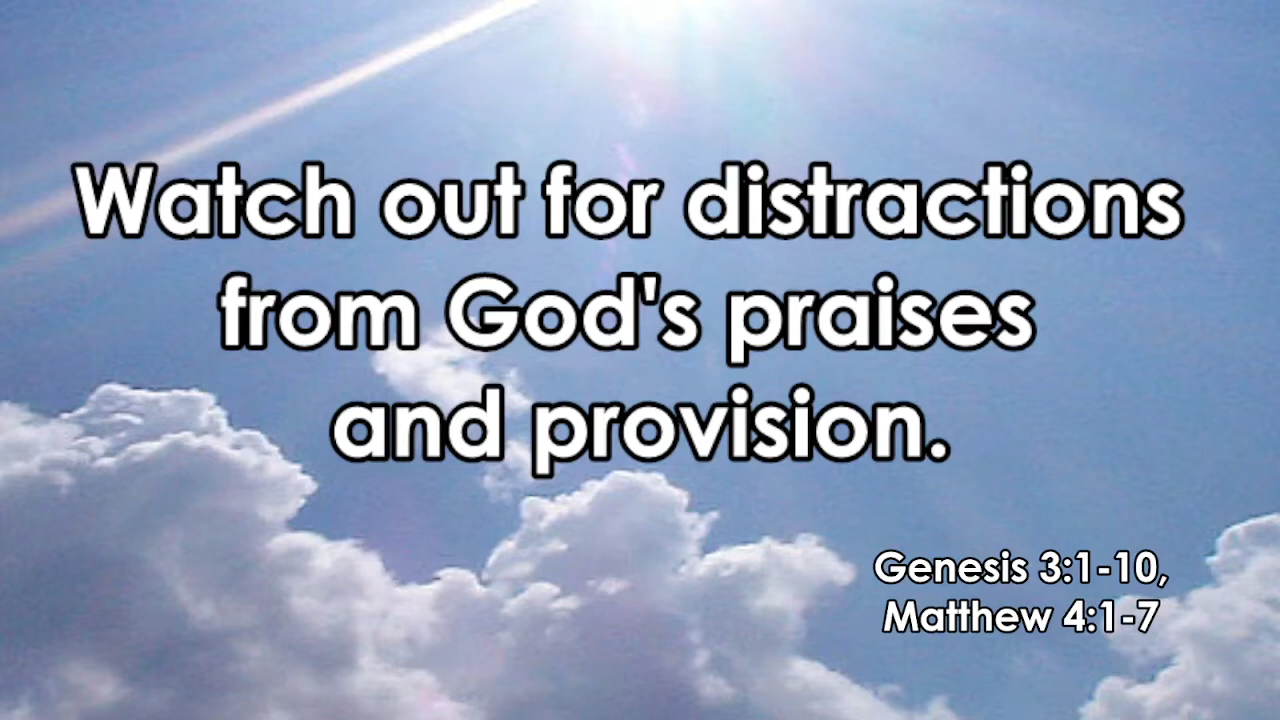 Watch out for distractions
from God's praises
and provision.
Genesis 3:1-10,
Matthew 4:1-7